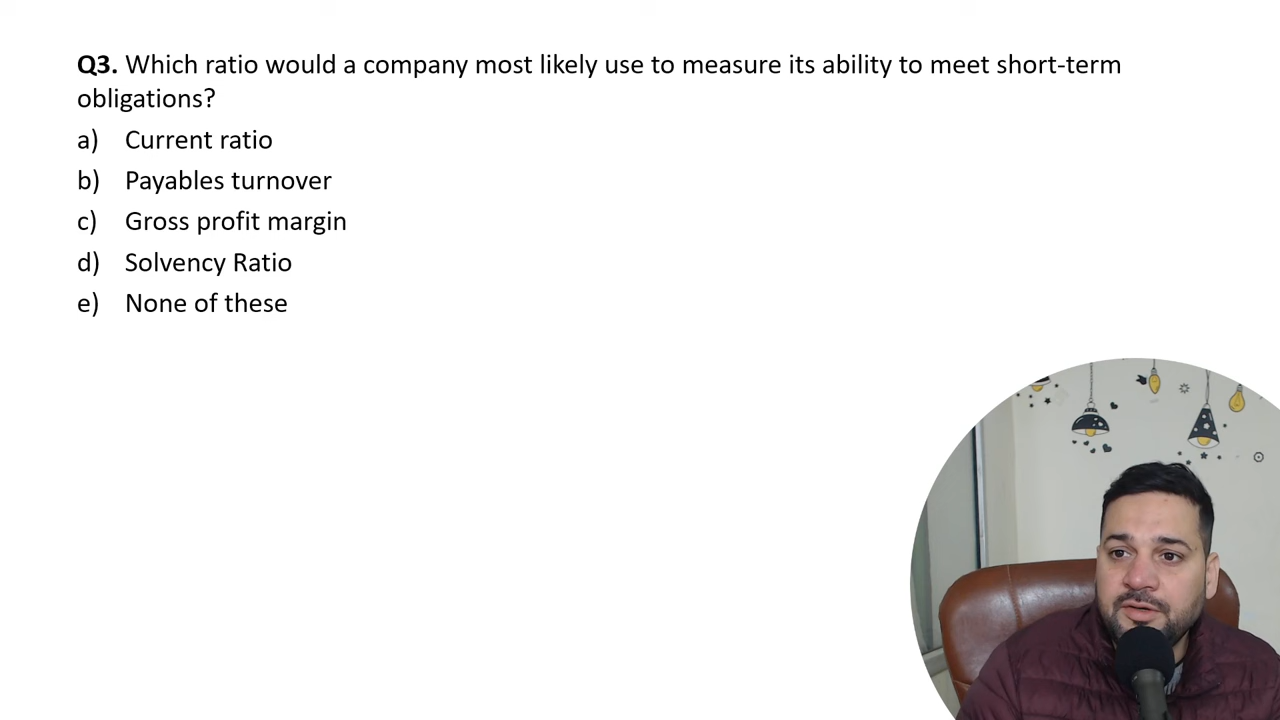 Q3. Which ratio would a company most likely use to measure its ability to meet short-term
obligations?
a) Current ratio
b) Payables turnover
c) Gross profit margin
d) Solvency Ratio
e) None of these